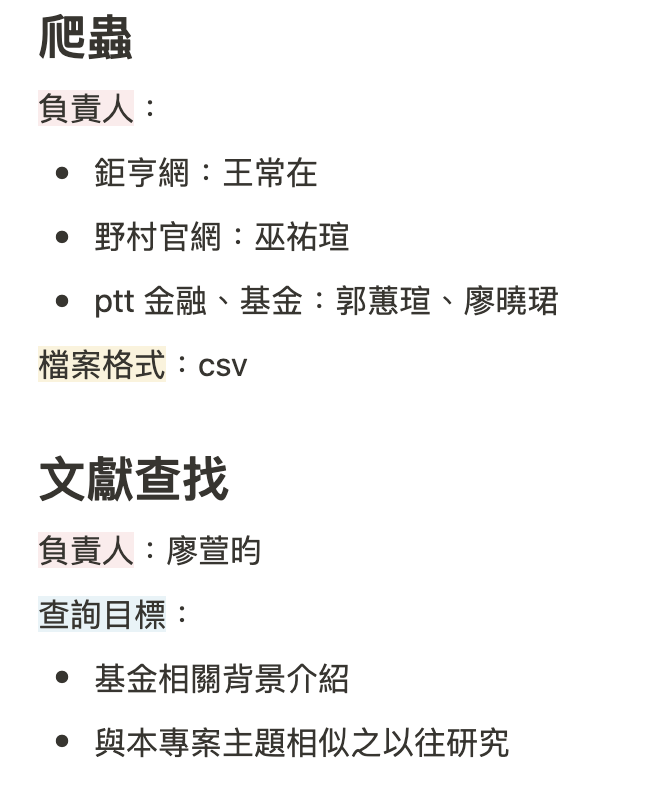 爬蟲
負責人：
• 鉅亨網：王常在
• 野村官網：巫祐瑄
• ptt 金融、基金：郭蕙瑄、廖曉珺
檔案格式：csv
文獻查找
負責人：廖萱昀
查詢目標：
• 基金相關背景介紹
• 與本專案主題相似之以往研究